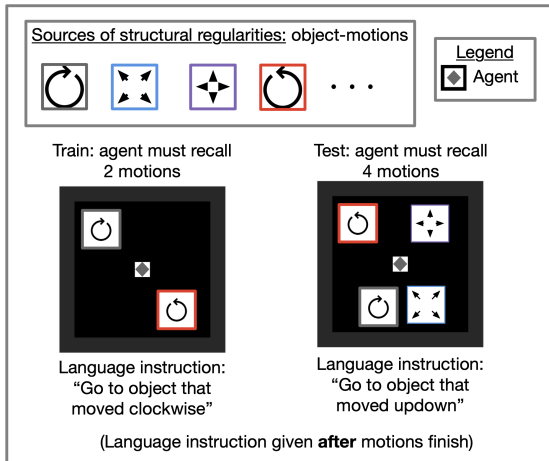 Sources of structural regularities: object-motions
Legend
Agent
. . .
Train: agent must recall
2 motions
Test: agent must recall
4 motions
Language instruction:
“Go to object that
moved clockwise”
Language instruction:
“Go to object that
moved updown”
(Language instruction given after motions finish)